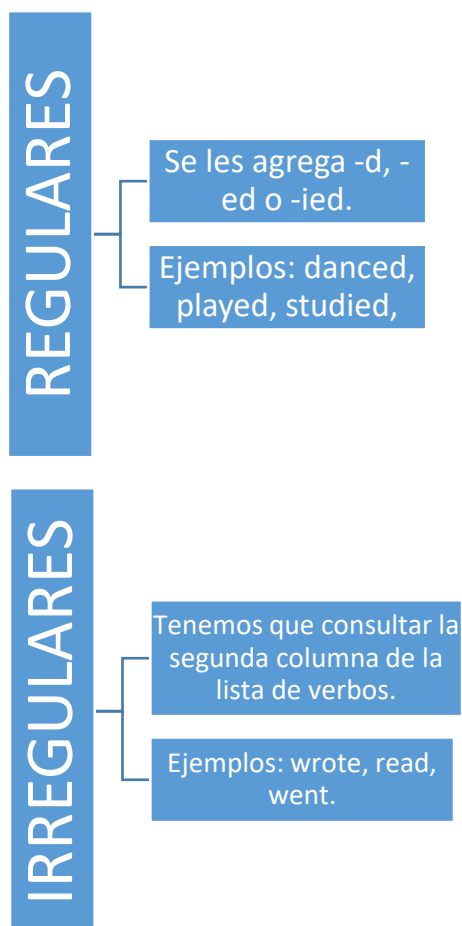 REGULARES
Se les agrega -d, -
ed o -ied.
Ejemplos: danced,
played, studied,
IRREGULARES
Tenemos que consultar la
segunda columna de la
lista de verbos.
Ejemplos: wrote, read,
went.